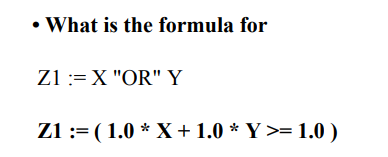 • What is the formula for
Z1 := X "OR" Y
Z1 := ( 1.0 * X + 1.0 * Y >= 1.0 )